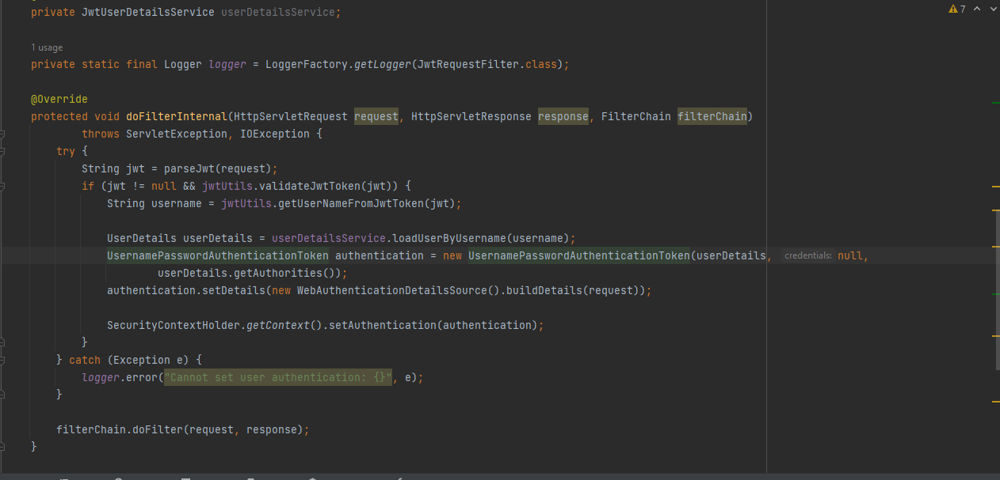 private JwtUserDetailsService userDetailsService;
7
1 usage
private static final Logger logger = LoggerFactory.getLogger(JwtRequestFilter.class);
@Override
protected void doFilterInternal(HttpServletRequest request, HttpServletResponse response, FilterChain filterChain)
throws ServletException, IOException {
try {
String jwt = parseJwt(request);
if (jwt != null && jwtUtils.validateJwtToken(jwt)) {
String username = jwtUtils.getUserNameFromJwtToken(jwt);
UserDetails userDetails = userDetailsService.loadUserByUsername(username);
UsernamePasswordAuthenticationToken authentication = new UsernamePasswordAuthenticationToken(userDetails, credentials: null,
userDetails.getAuthorities());
authentication.setDetails(new WebAuthenticationDetailsSource().buildDetails(request));
SecurityContextHolder.getContext().setAuthentication(authentication);
}
} catch (Exception e) {
logger.error("Cannot set user authentication: {}", e);
}
filterChain.doFilter(request, response);
}